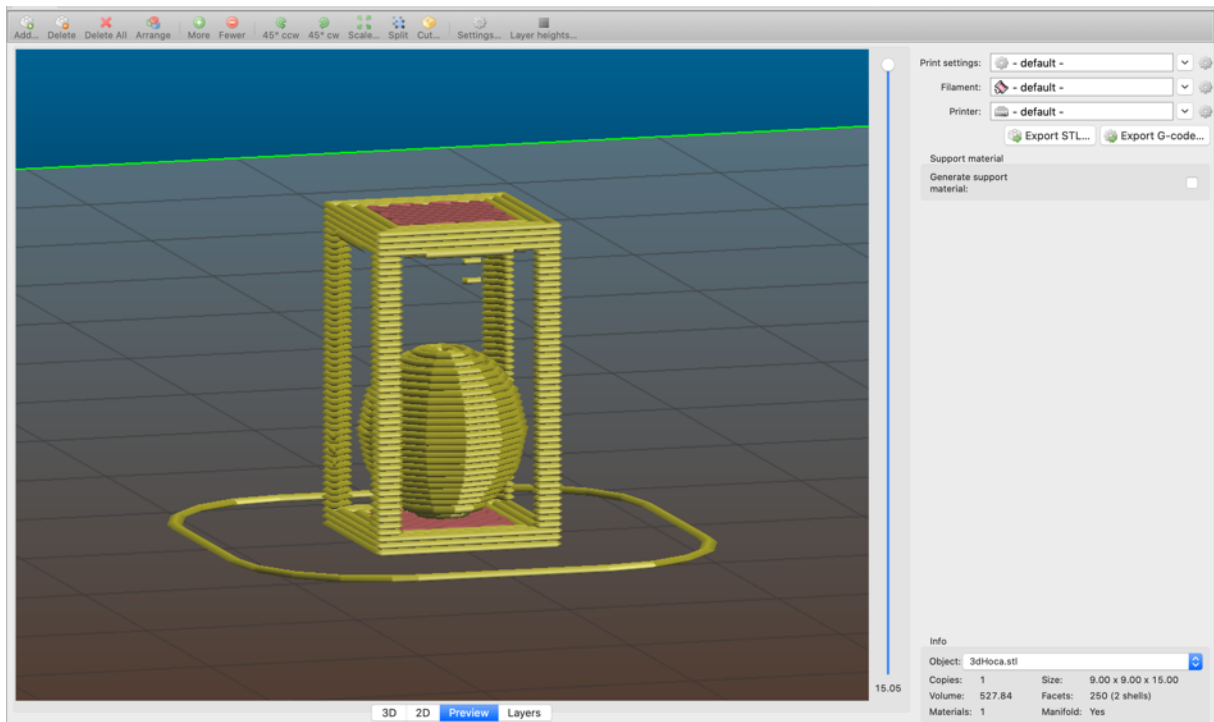 Add... Delete Delete All Arrange More Fewer 45° ccw 45° cw Scale... Split Cut... Settings... Layer heights...
Print settings: - default -
Filament: - default -
Printer: - default -
Export STL... Export G-code...
Support material
Generate support
material:
15.05
3D 2D Preview Layers
Info
Object: 3dHoca.stl
Copies: 1 Size: 9.00 x 9.00 x 15.00
Volume: 527.84 Facets: 250 (2 shells)
Materials: 1 Manifold: Yes